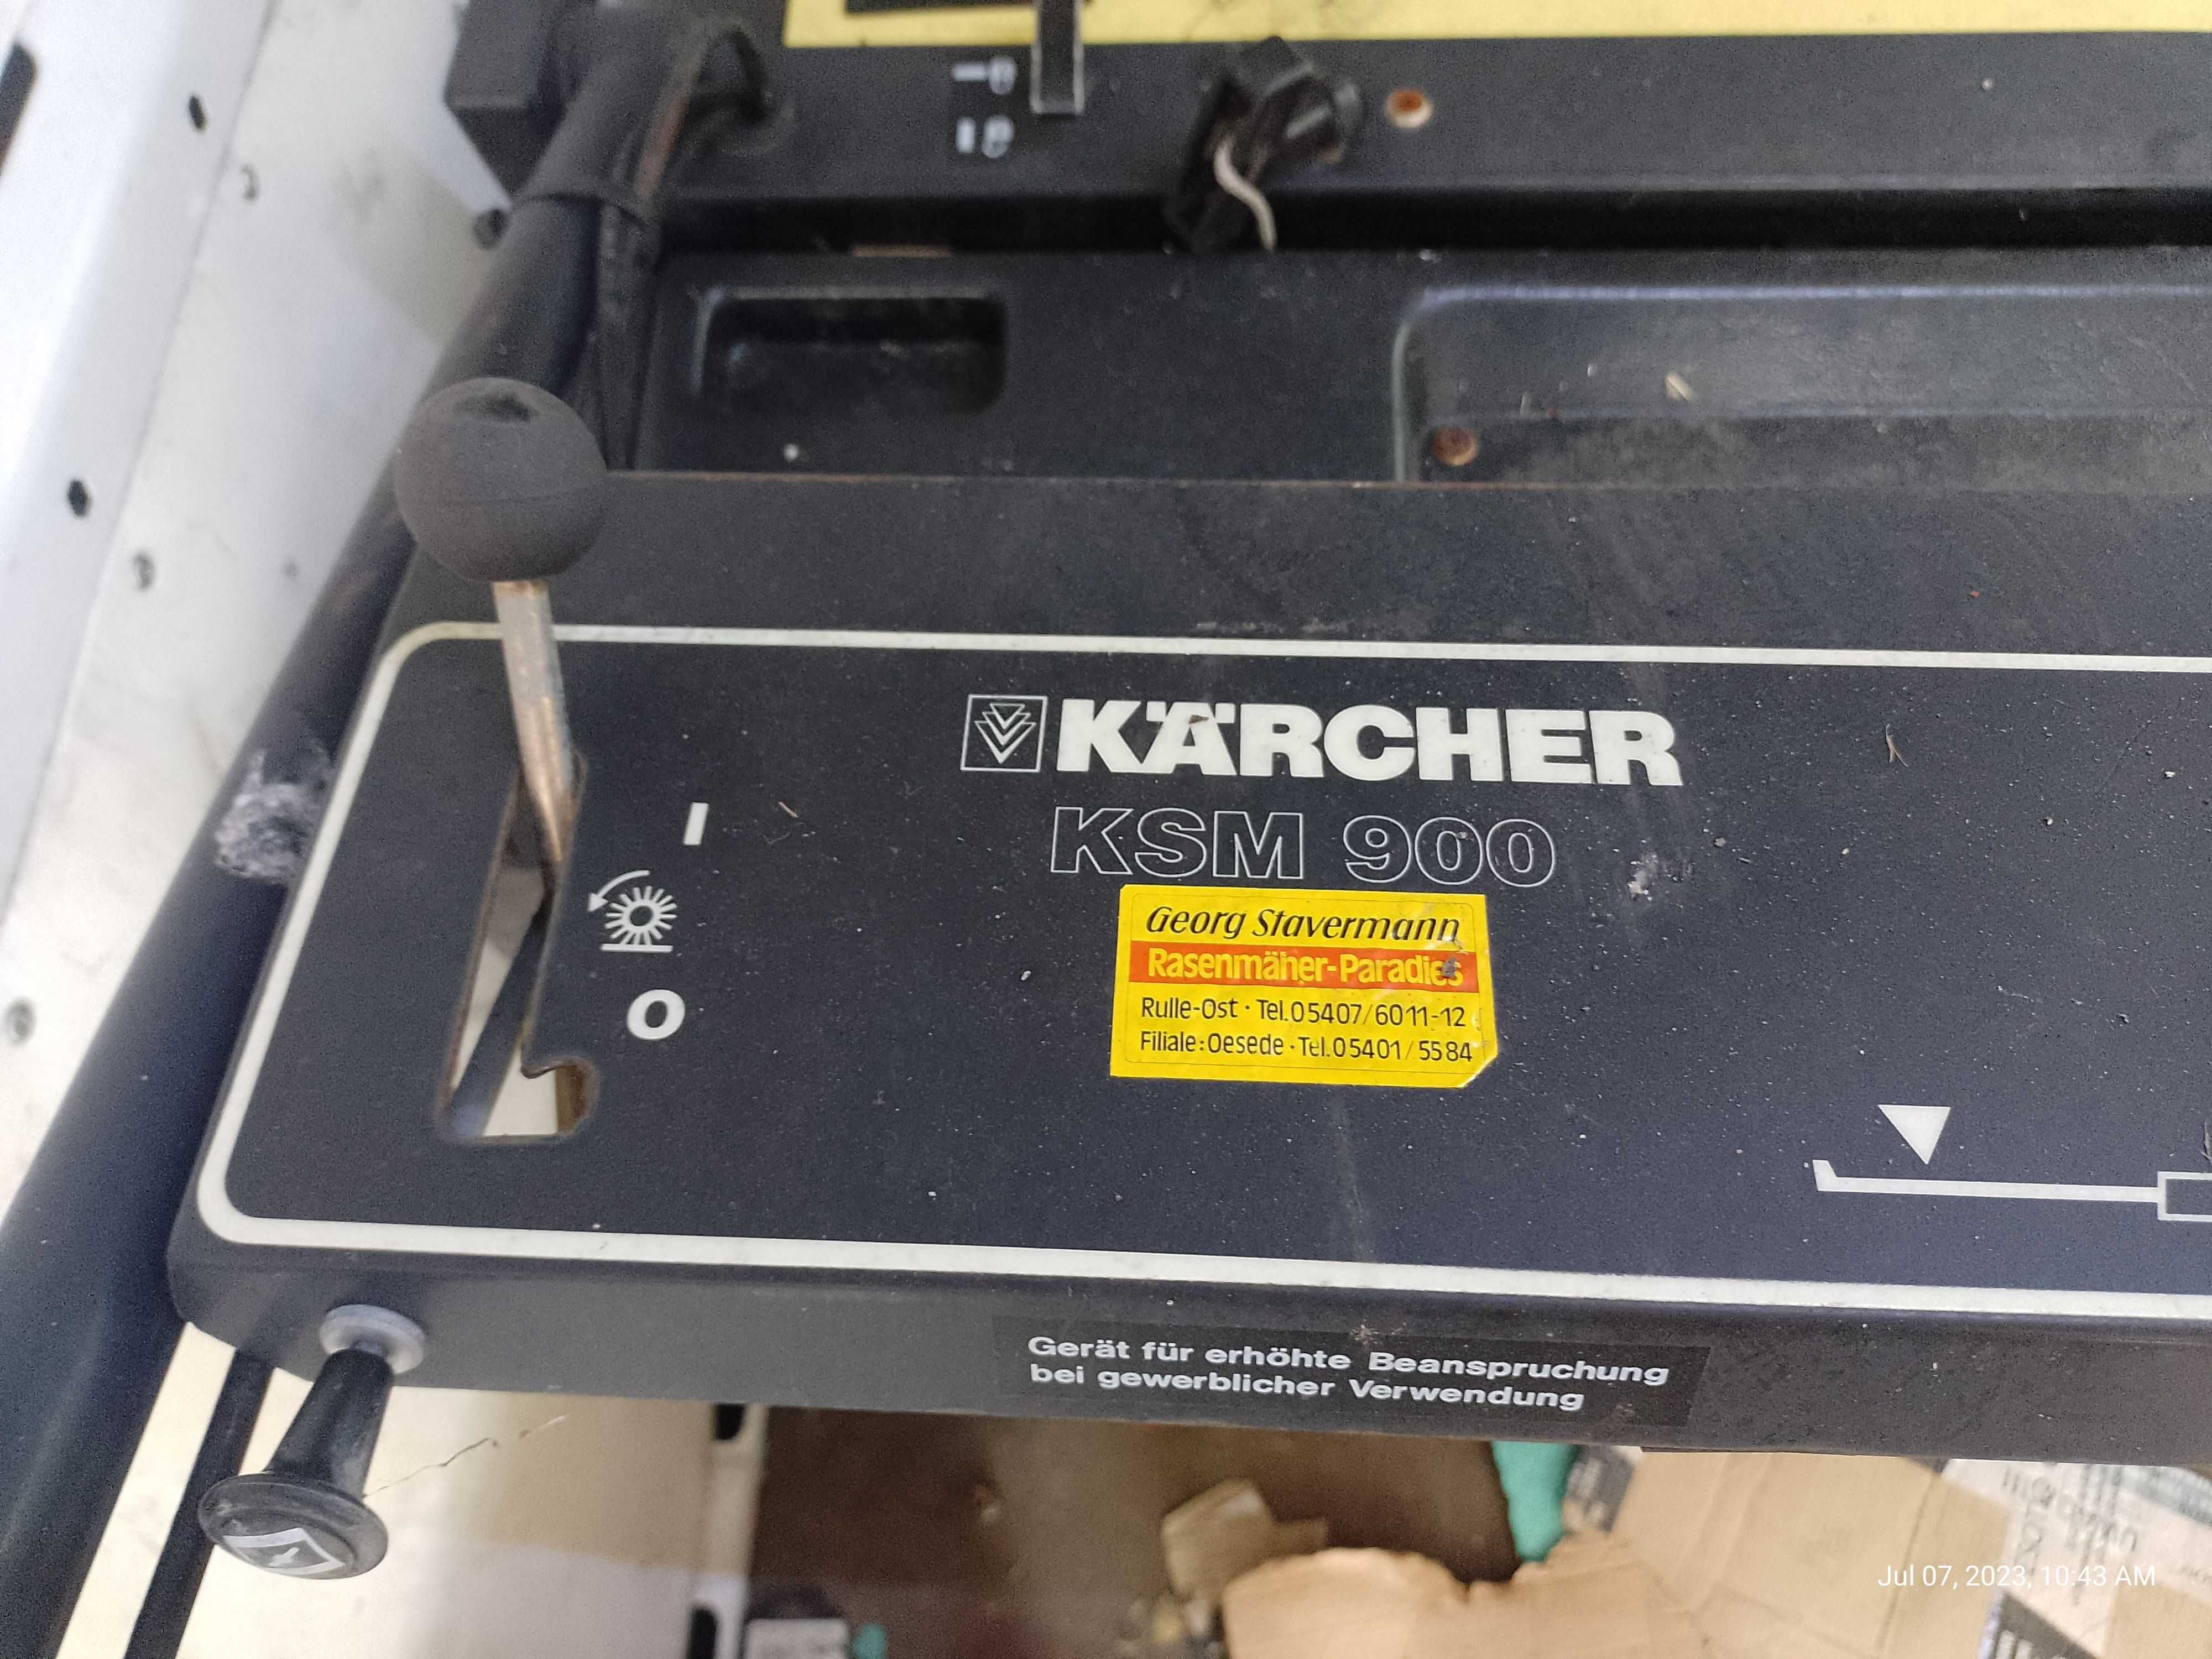 KÄRCHER
KSM 900
Georg Stavermann
Rasenmäher-Paradies
Rulle-Ost · Tel.05407/6011-12
Filiale:Oesede · Tel.05401/5584
I
O
Gerät für erhöhte Beanspruchung
bei gewerblicher Verwendung
Jul 07, 2023, 10:43 AM